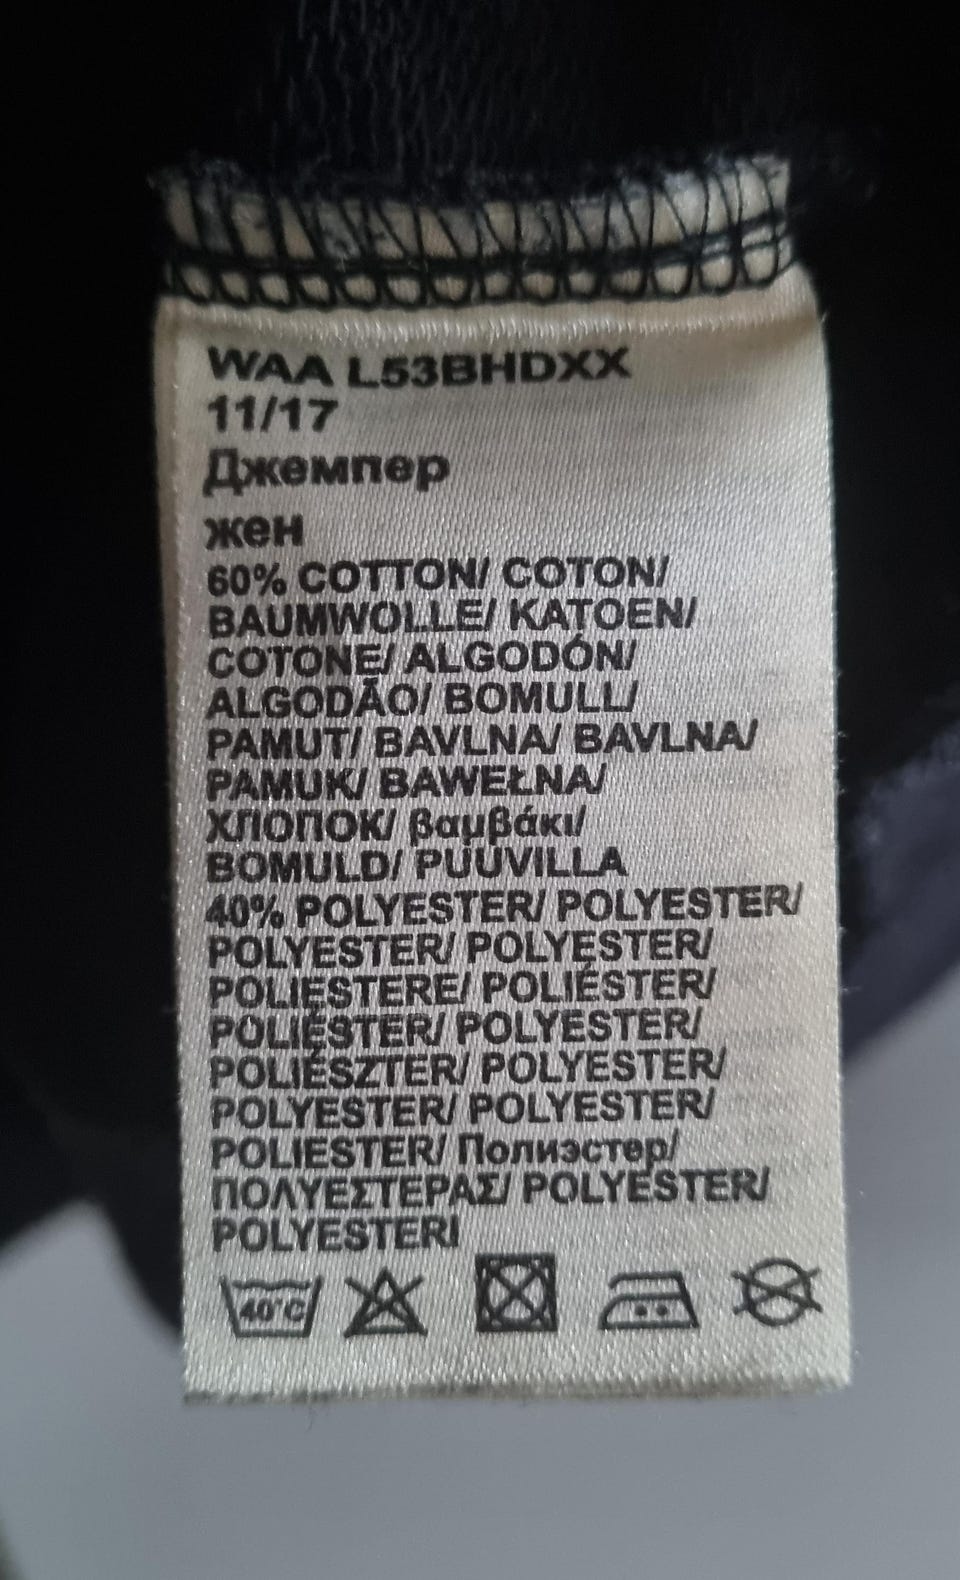 WAA L53BHDXX
11/17
Джемпер
жен
60% COTTON/ COTON/
BAUMWOLLE/ KATOEN/
COTONE/ ALGODÓN/
ALGODÃO/ BOMULL/
PAMUT/ BAVLNA/ BAVLNA/
PAMUK/ BAWEŁNA/
ХЛОПОК/ βαμβάκι/
BOMULD/ PUUVILLA
40% POLYESTER/ POLYESTER/
POLYESTER/ POLYESTER/
POLIESTERE/ POLIÉSTER/
POLIÉSTER/ POLYESTER/
POLIÉSZTER/ POLYESTER/
POLYESTER/ POLYESTER/
POLIESTER/ Полиэстер/
ΠΟΛΥΕΣΤΕΡΑΣ/ POLYESTER/
POLYESTERI
40°C